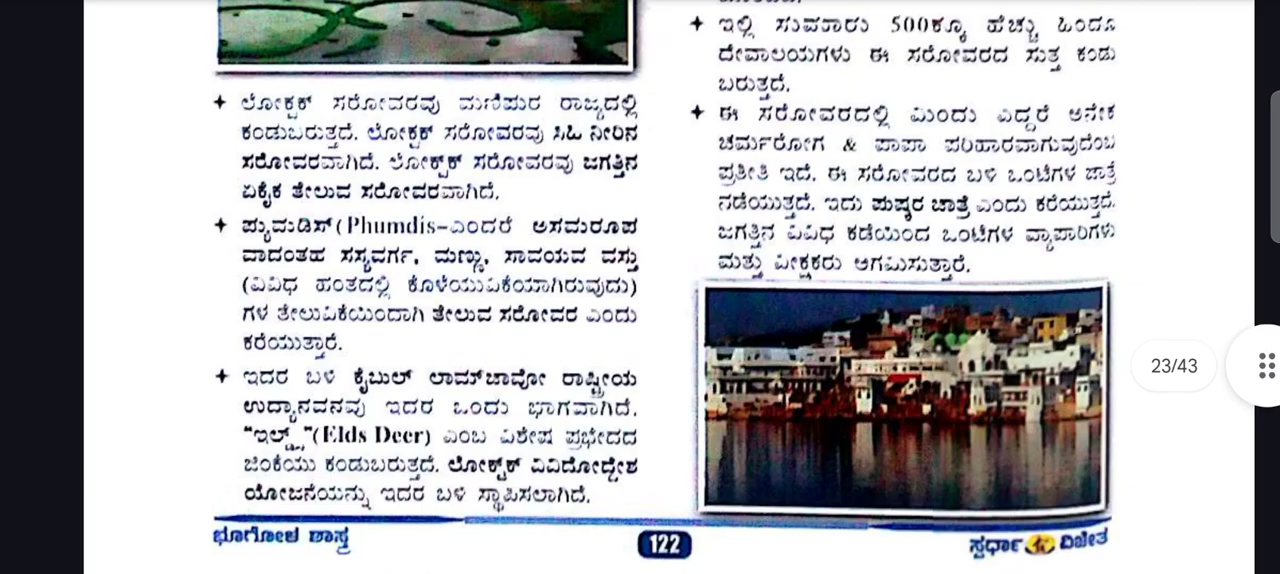 ಲೋಕ್ಟಕ್ ಸರೋವರವು ಮಣಿಪುರ ರಾಜ್ಯದಲ್ಲಿ
ಕಂಡುಬರುತ್ತದೆ. ಲೋಕ್ಟಕ್ ಸರೋವರವು ಸಿಹಿ ನೀರಿನ
ಸರೋವರವಾಗಿದೆ. ಲೋಕ್ಟಕ್ ಸರೋವರವು ಜಗತ್ತಿನ
ಏಕೈಕ ತೇಲುವ ಸರೋವರವಾಗಿದೆ.
ಪ್ಯುಮಡಿಸ್ (Phumdis-ಎಂದರೆ ಅಸಮರೂಪ
ವಾದಂತಹ ಸಸ್ಯವರ್ಗ, ಮಣ್ಣು, ಸಾವಯವ ವಸ್ತು
(ವಿವಿಧ ಹಂತದಲ್ಲಿ ಕೊಳೆಯುವಿಕೆಯಾಗಿರುವುದು)
ಗಳ ತೇಲುವಿಕೆಯಿಂದಾಗಿ ತೇಲುವ ಸರೋವರ ಎಂದು
ಕರೆಯುತ್ತಾರೆ.
ಇದರ ಬಳಿ ಕೈಬುಲ್ ಲಾಮ್‌ಜಾವೋ ರಾಷ್ಟ್ರೀಯ
ಉದ್ಯಾನವನವು ಇದರ ಒಂದು ಭಾಗವಾಗಿದೆ.
(Elds Deer) ಎಂಬ ವಿಶೇಷ ಪ್ರಭೇದದ
ಜಿಂಕೆಯು ಕಂಡುಬರುತ್ತದೆ. ಲೋಕ್ಟಕ್ ವಿವಿದೋದ್ದೇಶ
ಯೋಜನೆಯನ್ನು ಇದರ ಬಳಿ ಸ್ಥಾಪಿಸಲಾಗಿದೆ.
ಇಲ್ಲಿ ಸುಮಾರು 500ಕ್ಕೂ ಹೆಚ್ಚು ಹಿಂದೂ
ದೇವಾಲಯಗಳು ಈ ಸರೋವರದ ಸುತ್ತ ಕಂಡು
ಬರುತ್ತದೆ.
ಈ ಸರೋವರದಲ್ಲಿ ಮಿಂದು ಎದ್ದರೆ ಅನೇಕ
ಚರ್ಮರೋಗ & ಪಾಪಾ ಪರಿಹಾರವಾಗುವುದೆಂಬ
ಪ್ರತೀತಿ ಇದೆ. ಈ ಸರೋವರದ ಬಳಿ ಒಂಟೆಗಳ ಜಾತ್ರೆ
ನಡೆಯುತ್ತದೆ. ಇದು ಪುಷ್ಕರ ಜಾತ್ರೆ ಎಂದು ಕರೆಯುತ್ತದೆ.
ಜಗತ್ತಿನ ವಿವಿಧ ಕಡೆಯಿಂದ ಒಂಟೆಗಳ ವ್ಯಾಪಾರಿಗಳು
ಮತ್ತು ವೀಕ್ಷಕರು ಆಗಮಿಸುತ್ತಾರೆ.
ಭೂಗೋಳ ಶಾಸ್ತ್ರ
122
ಸ್ಪರ್ಧಾ ವಿಜೇತ
23/43